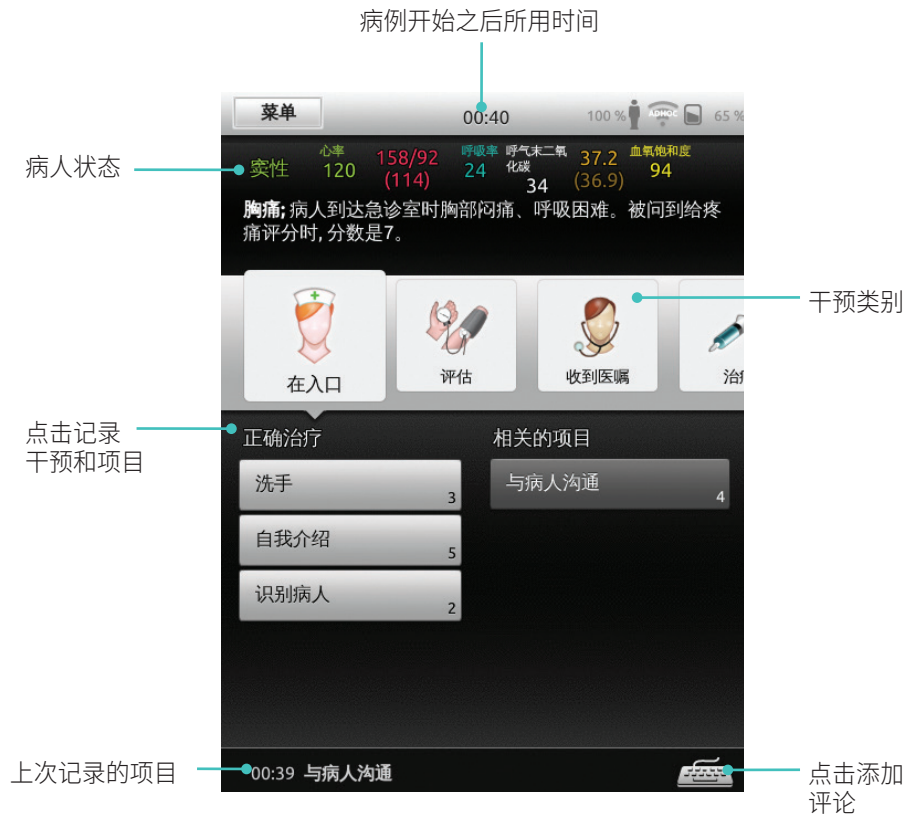 病例开始之后所用时间
菜单
00:40
100 %
ADHOC
65 %
病人状态
窦性
心率
120
158/92
(114)
呼吸率
24
呼气末二氧
化碳
34
37.2
(36.9)
血氧饱和度
94
胸痛; 病人到达急诊室时胸部闷痛、呼吸困难。被问到给疼
痛评分时, 分数是7。
在入口
评估
收到医嘱
治疗
干预类别
点击记录
干预和项目
正确治疗
相关的项目
洗手
3
与病人沟通
4
自我介绍
5
识别病人
2
上次记录的项目
00:39 与病人沟通
点击添加
评论